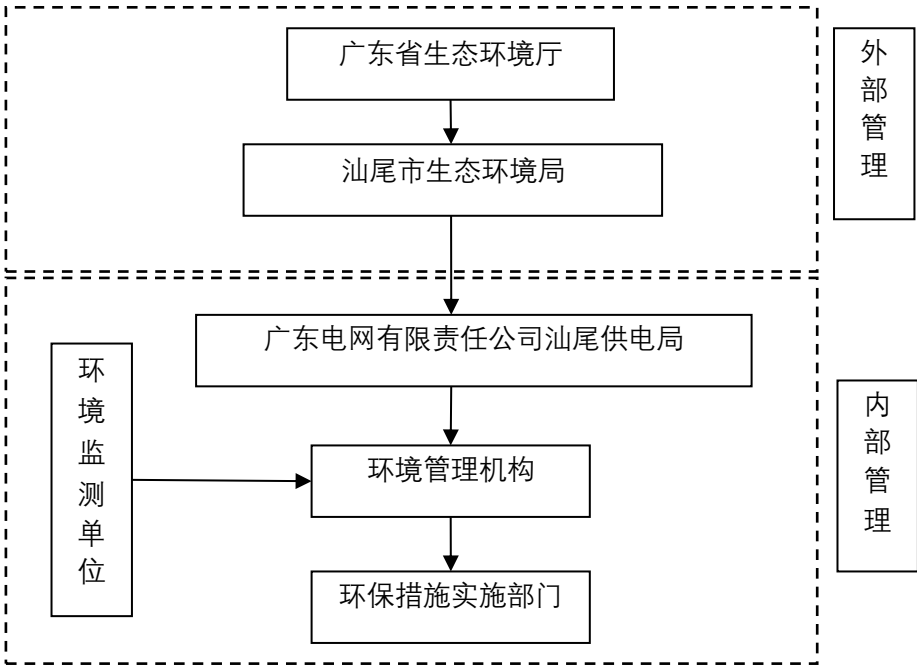 广东省生态环境厅
外部管理
汕尾市生态环境局
广东电网有限责任公司汕尾供电局
环境监测单位
内部管理
环境管理机构
环保措施实施部门